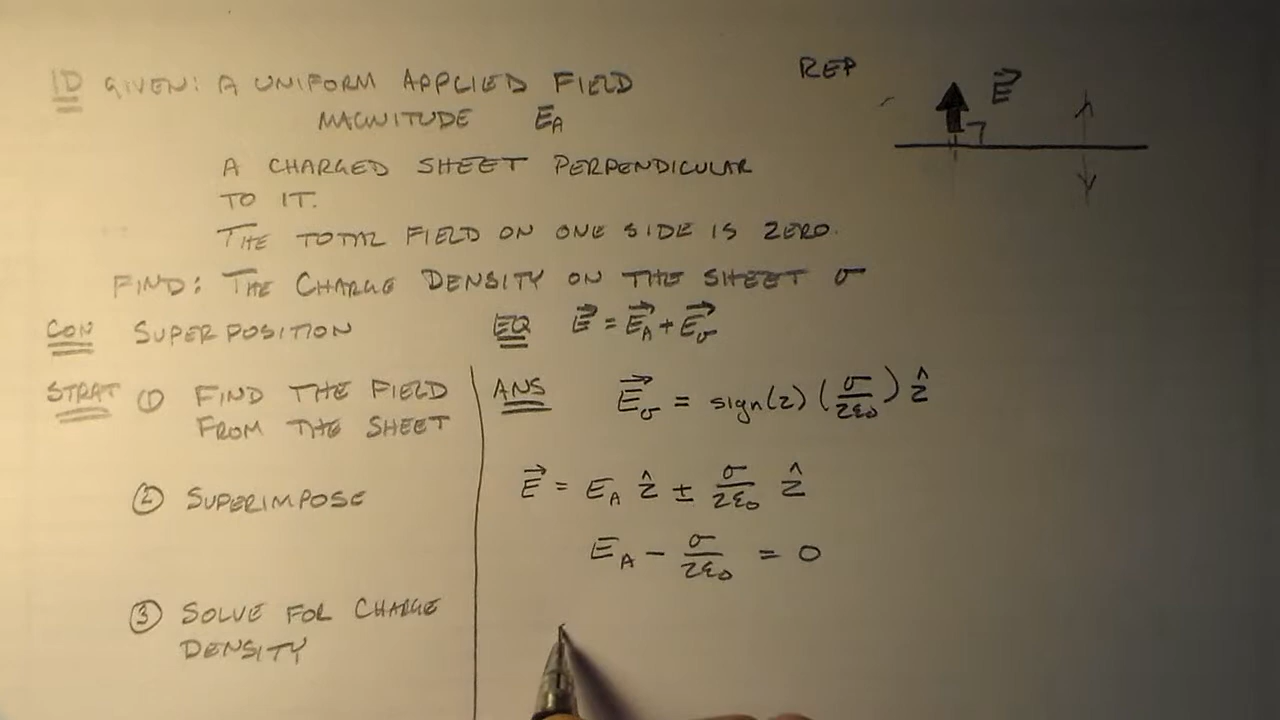 ID GIVEN: A UNIFORM APPLIED FIELD
MAGNITUDE E_A
A CHARGED SHEET PERPENDICULAR
TO IT.
THE TOTAL FIELD ON ONE SIDE IS ZERO.
FIND: THE CHARGE DENSITY ON THE SHEET σ
REP
E⃗
CON SUPERPOSITION
EQ E⃗ = E⃗_A + E⃗_σ
STRAT ① FIND THE FIELD
FROM THE SHEET
② SUPERIMPOSE
③ SOLVE FOR CHARGE
DENSITY
ANS E⃗_σ = sign(z) (σ/2ε₀) ẑ
E⃗ = E_A ẑ ± σ/2ε₀ ẑ
E_A − σ/2ε₀ = 0